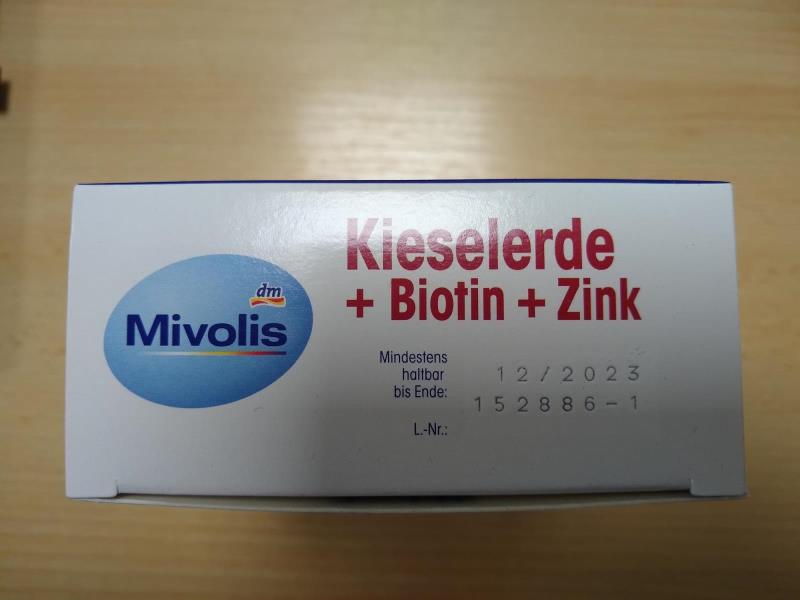 dm
Mivolis
Kieselerde
+ Biotin + Zink
Mindestens
haltbar
bis Ende:
12/2023
152886-1
L.-Nr.: